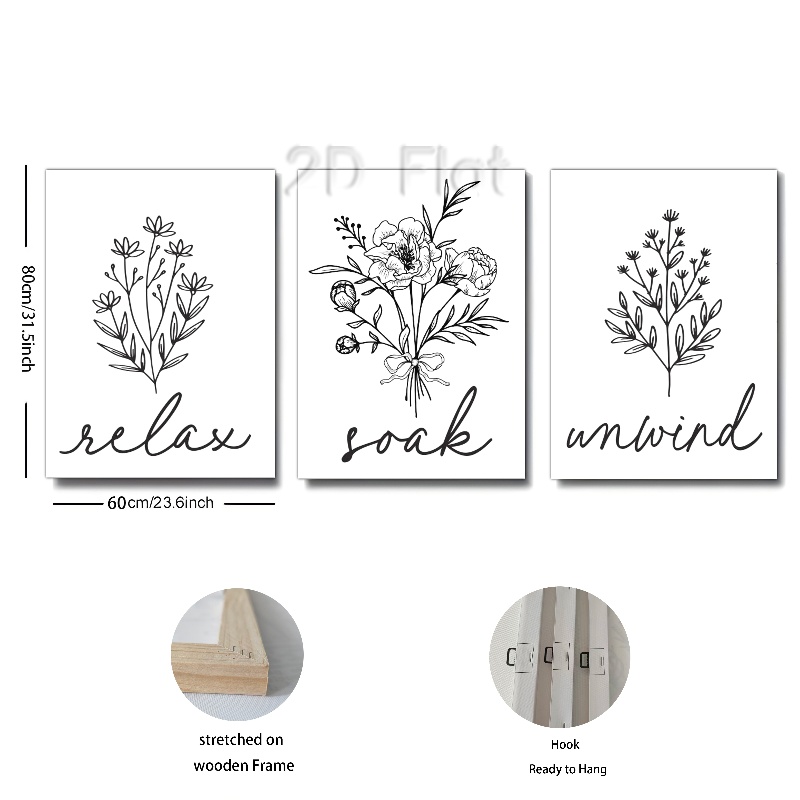 2D Flat
80cm/31.5inch
relax
soak
unwind
60cm/23.6inch
stretched on
wooden Frame
Hook
Ready to Hang